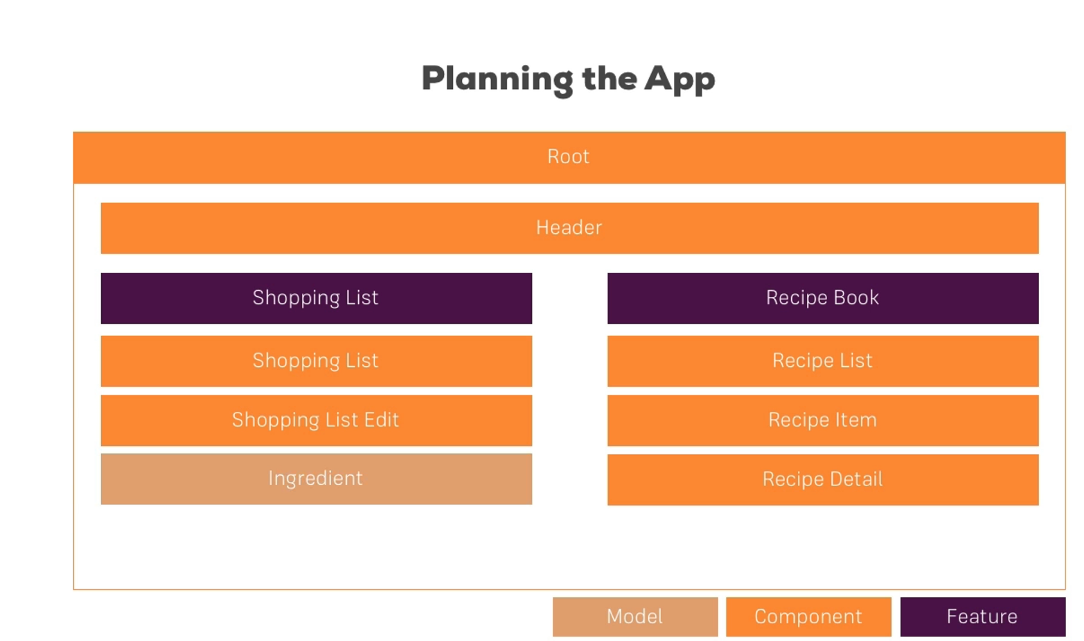 Planning the App
Root
Header
Shopping List
Recipe Book
Shopping List
Recipe List
Shopping List Edit
Recipe Item
Ingredient
Recipe Detail
Model
Component
Feature